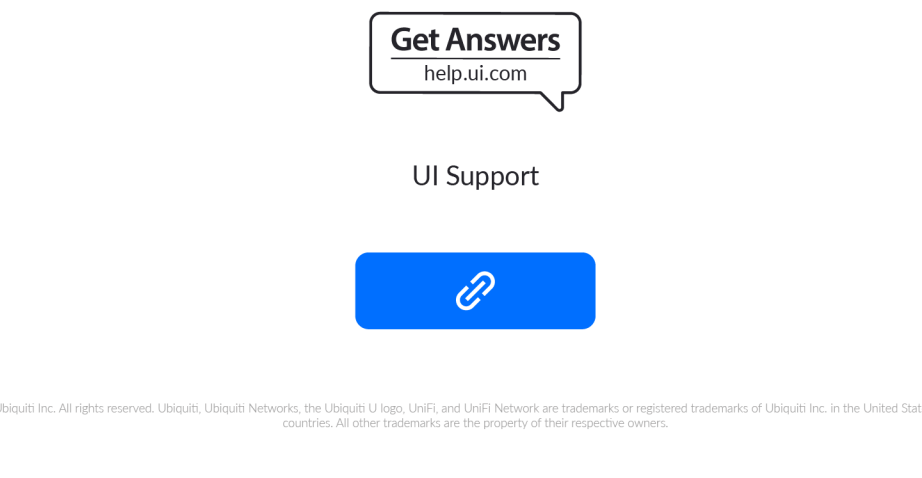 Get Answers
help.ui.com
UI Support
Ubiquiti Inc. All rights reserved. Ubiquiti, Ubiquiti Networks, the Ubiquiti U logo, UniFi, and UniFi Network are trademarks or registered trademarks of Ubiquiti Inc. in the United Stat
countries. All other trademarks are the property of their respective owners.